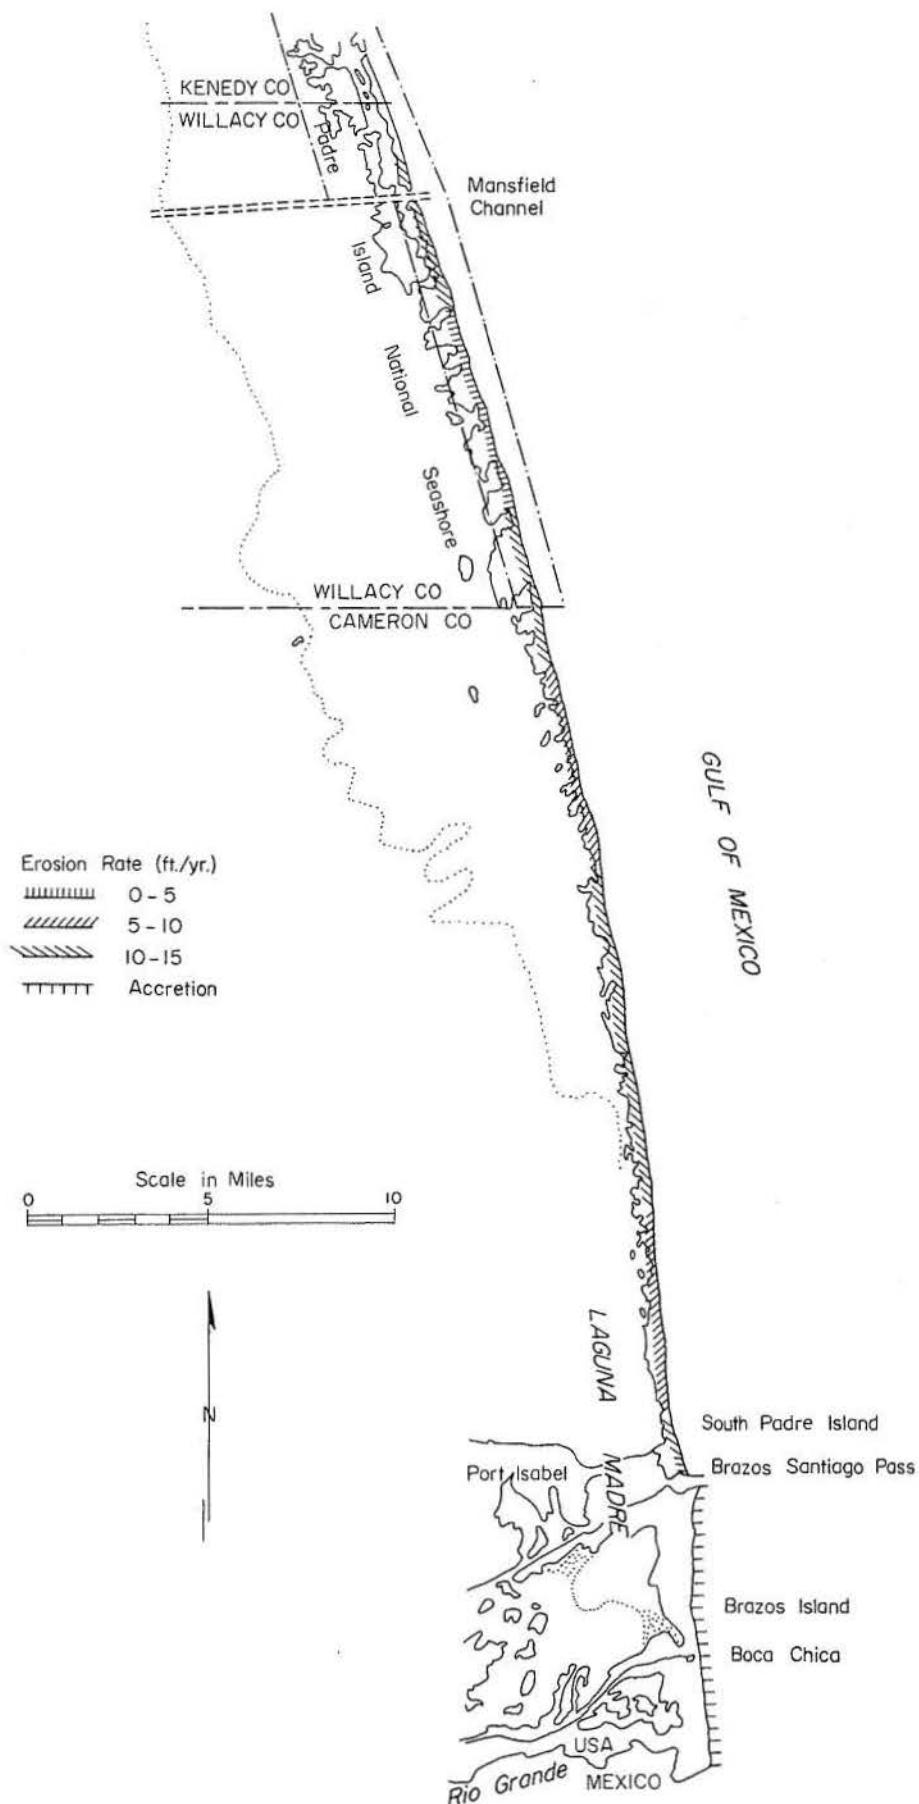 KENEDY CO
WILLACY CO
Padre
Island
National
Seashore
Mansfield
Channel
WILLACY CO
CAMERON CO
GULF OF MEXICO
Erosion Rate (ft./yr.)
0-5
5-10
10-15
Accretion
Scale in Miles
0 5 10
N
LAGUNA
MADRE
South Padre Island
Brazos Santiago Pass
Port Isabel
Brazos Island
Boca Chica
USA
Rio Grande
MEXICO